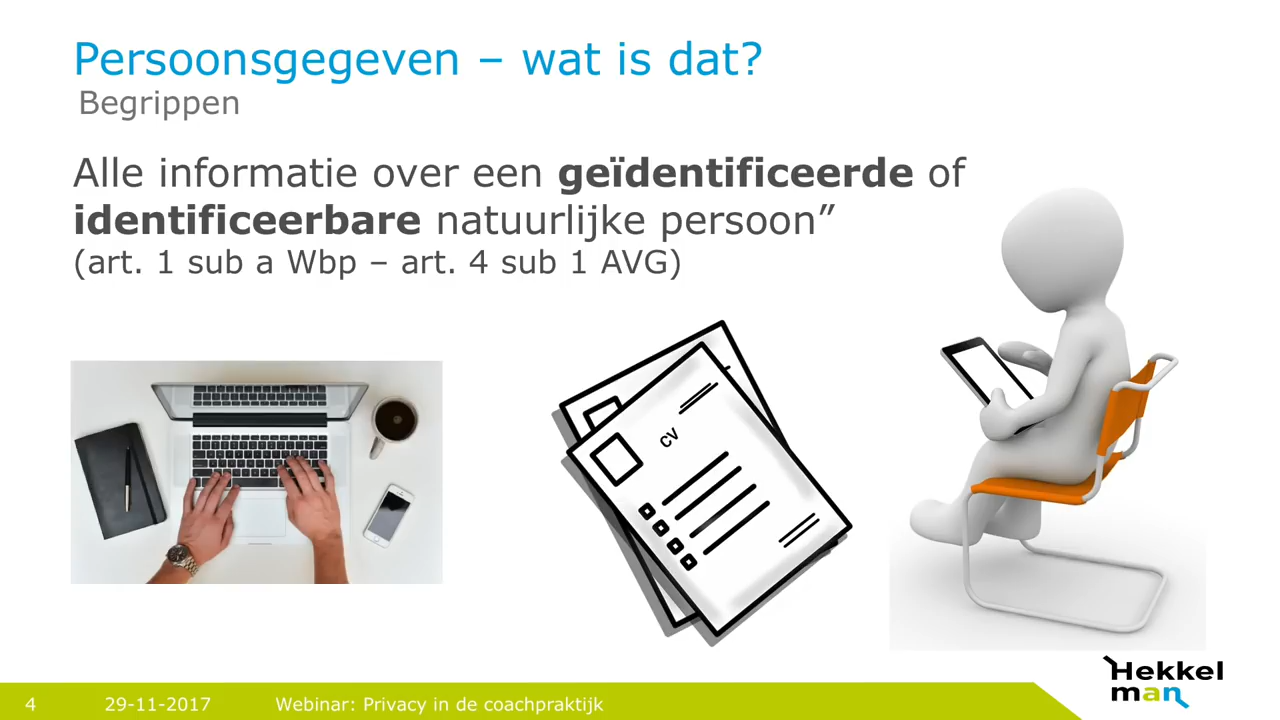 Persoonsgegeven – wat is dat?
Begrippen
Alle informatie over een geïdentificeerde of
identificeerbare natuurlijke persoon”
(art. 1 sub a Wbp – art. 4 sub 1 AVG)
CV
Hekkel
man
4 29-11-2017 Webinar: Privacy in de coachpraktijk